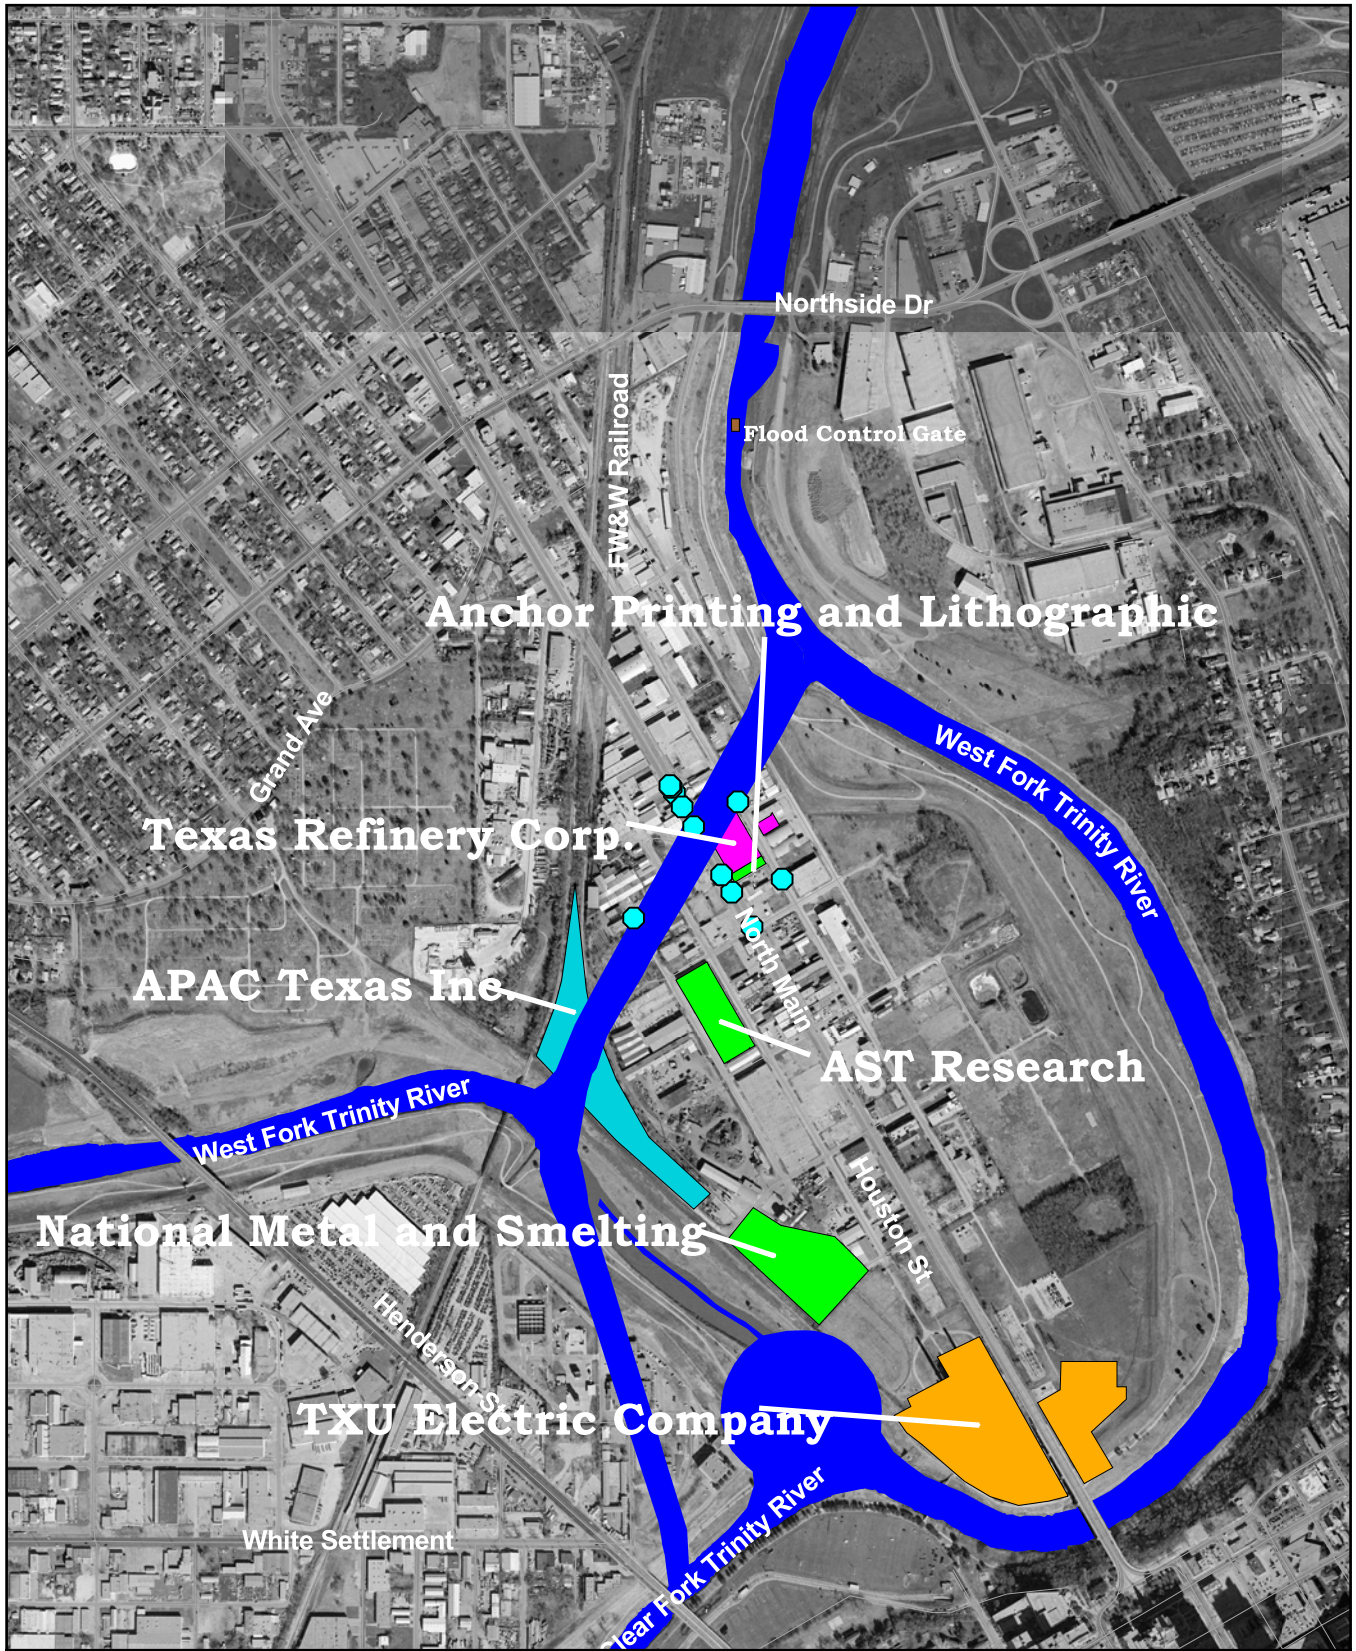 Northside Dr
FW&W Railroad
Flood Control Gate
Anchor Printing and Lithographic
Grand Ave
West Fork Trinity River
Texas Refinery Corp.
North Main
APAC Texas Inc.
AST Research
West Fork Trinity River
Houston St
National Metal and Smelting
Henderson St
TXU Electric Company
White Settlement
Clear Fork Trinity River